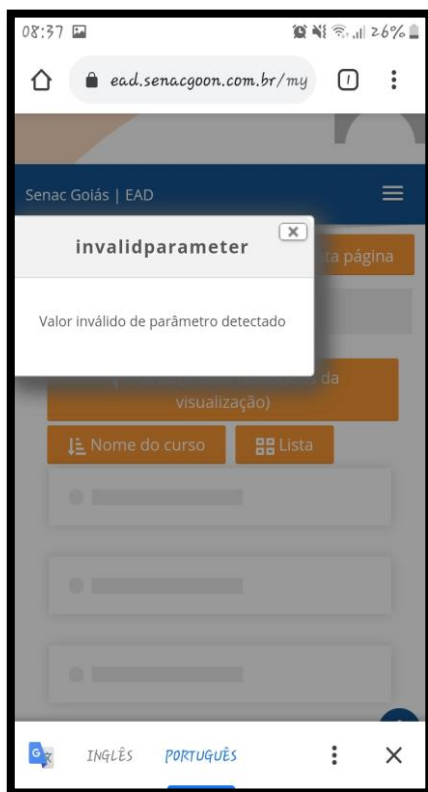 08:37 26%
ead.senacgoon.com.br/my 1
Senac Goiás | EAD
invalidparameter
ta página
Valor inválido de parâmetro detectado
da
visualização)
Nome do curso Lista
G INGLÊS PORTUGUÊS